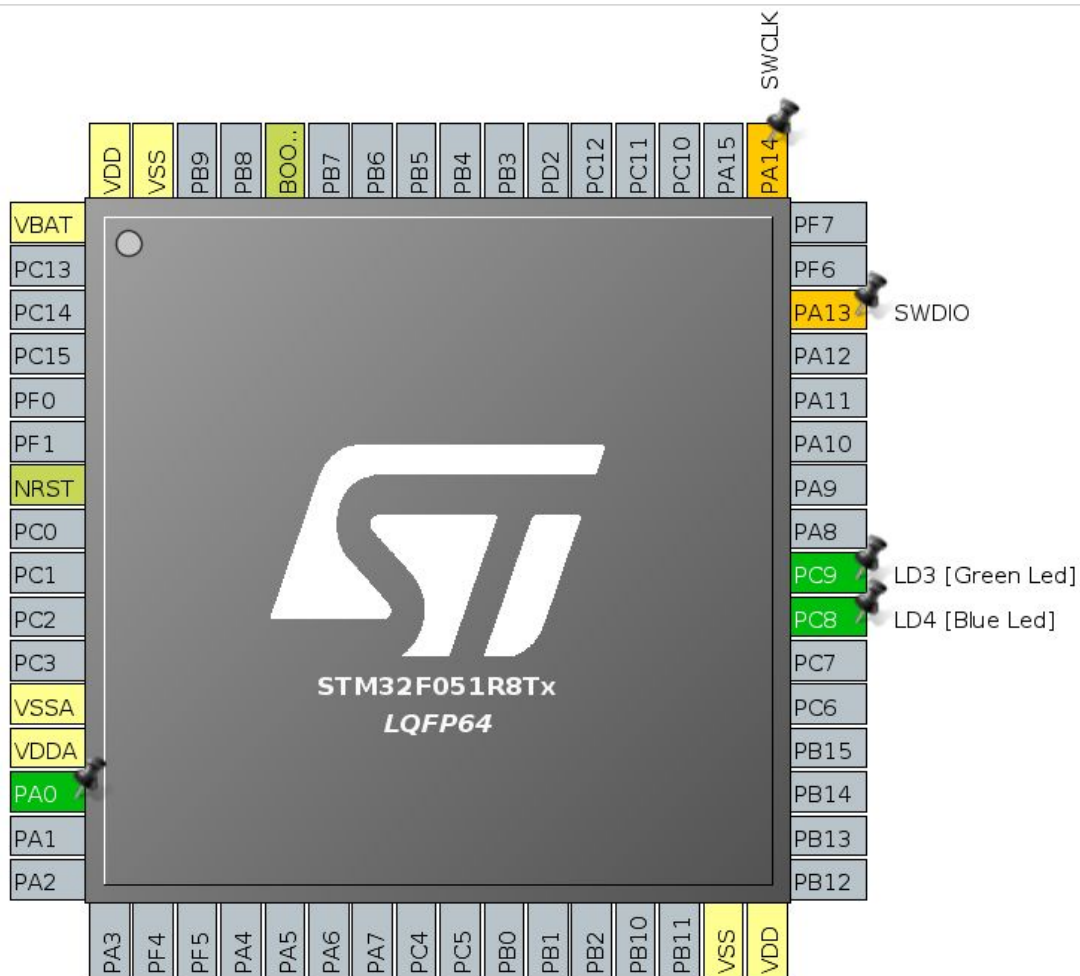 SWCLK
VDD
VSS
PB9
PB8
BOO..
PB7
PB6
PB5
PB4
PB3
PD2
PC12
PC11
PC10
PA15
PA14
VBAT
PC13
PC14
PC15
PF0
PF1
NRST
PC0
PC1
PC2
PC3
VSSA
VDDA
PA0
PA1
PA2
PF7
PF6
PA13 SWDIO
PA12
PA11
PA10
PA9
PA8
PC9 LD3 [Green Led]
PC8 LD4 [Blue Led]
PC7
PC6
PB15
PB14
PB13
PB12
ST
STM32F051R8Tx
LQFP64
PA3
PF4
PF5
PA4
PA5
PA6
PA7
PC4
PC5
PB0
PB1
PB2
PB10
PB11
VSS
VDD